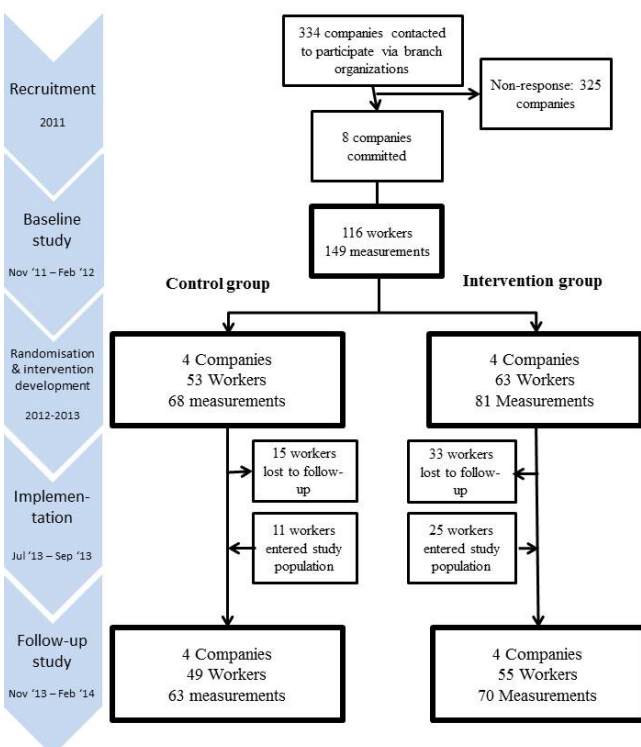 334 companies contacted
to participate via branch
organizations
Recruitment
2011
Non-response: 325
companies
8 companies
committed
Baseline
study
Nov '11 – Feb '12
116 workers
149 measurements
Control group
Intervention group
Randomisation
& intervention
development
2012-2013
4 Companies
53 Workers
68 measurements
4 Companies
63 Workers
81 Measurements
Implemen-
tation
Jul '13 – Sep '13
15 workers
lost to follow-
up
33 workers
lost to follow-
up
11 workers
entered study
population
25 workers
entered study
population
Follow-up
study
Nov '13 – Feb '14
4 Companies
49 Workers
63 measurements
4 Companies
55 Workers
70 Measurements